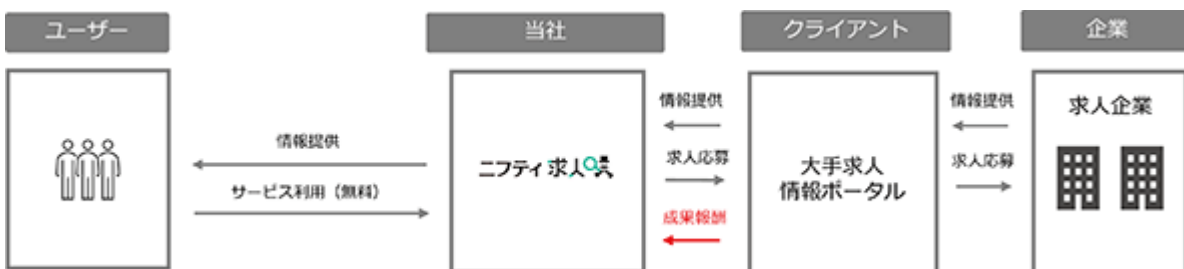 ユーザー
当社
クライアント
企業
情報提供
サービス利用（無料）
ニフティ求人
情報提供
求人応募
成果報酬
大手求人
情報ポータル
情報提供
求人応募
求人企業